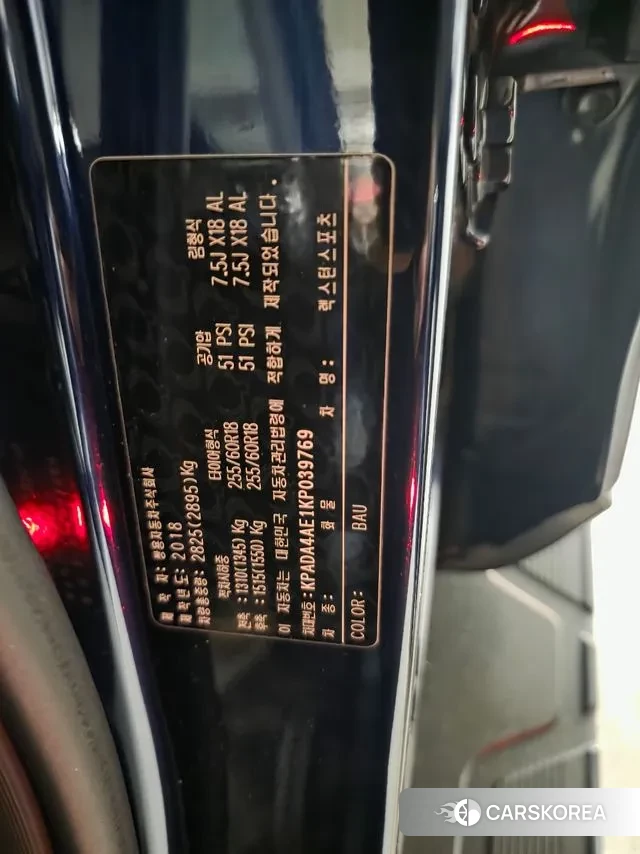 제 작 자: 쌍용자동차주식회사
제작년도: 2018
차량총중량: 2825(2895)Kg
적차시하중 타이어형식 공기압 림형식
전축: 1310(1345) Kg 255/60R18 51 PSI 7.5J X18 AL
후축: 1515(1550) Kg 255/60R18 51 PSI 7.5J X18 AL
이 자동차는 대한민국 자동차관리법령에 적합하게 제작되었습니다.
차대번호: KPADA4AE1KP039769
차 종: 화 물 차 명: 렉스턴스포츠
COLOR: BAU
CARSKOREA